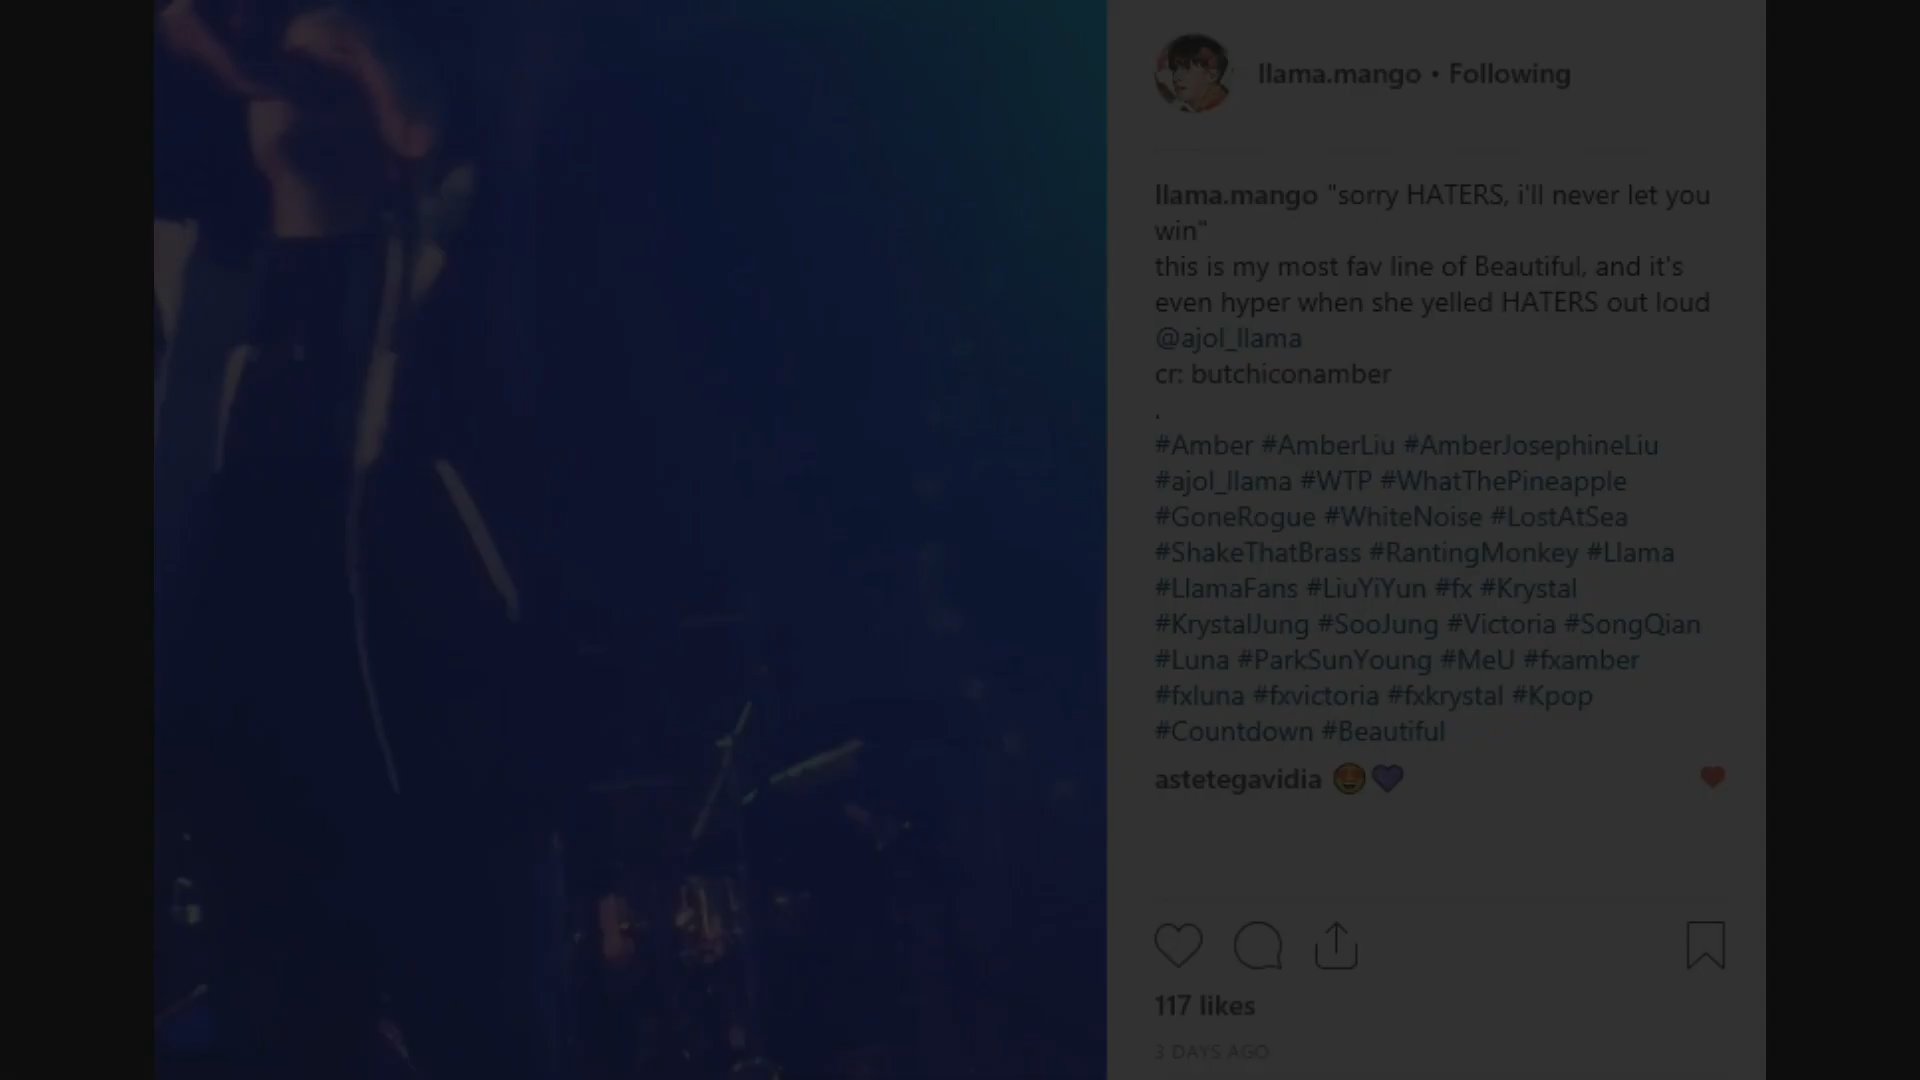 llama.mango • Following
llama.mango "sorry HATERS, i'll never let you
win"
this is my most fav line of Beautiful, and it's
even hyper when she yelled HATERS out loud
@ajol_llama
cr: butchiconamber
.
#Amber #AmberLiu #AmberJosephineLiu
#ajol_llama #WTP #WhatThePineapple
#GoneRogue #WhiteNoise #LostAtSea
#ShakeThatBrass #RantingMonkey #Llama
#LlamaFans #LiuYiYun #fx #Krystal
#KrystalJung #SooJung #Victoria #SongQian
#Luna #ParkSunYoung #MeU #fxamber
#fxluna #fxvictoria #fxkrystal #Kpop
#Countdown #Beautiful
astetegavidia 😍💜
117 likes
3 DAYS AGO